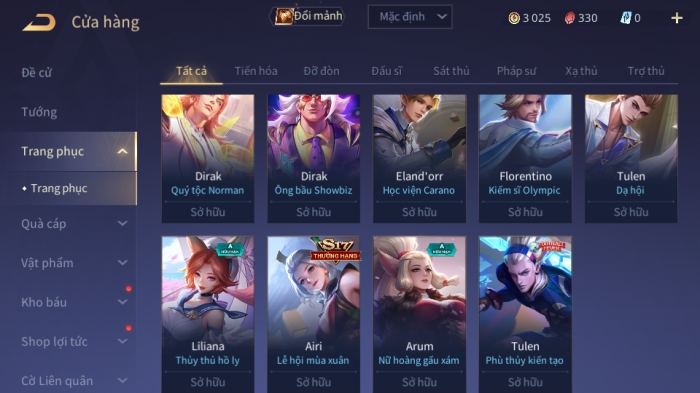 Cửa hàng
Đổi mảnh
Mặc định
3 025
330
0
Đề cử
Tướng
Trang phục
Trang phục
Quà cáp
Vật phẩm
Kho báu
Shop lợi tức
Cờ Liên quân
Tất cả
Tiến hóa
Đỡ đòn
Đấu sĩ
Sát thủ
Pháp sư
Xạ thủ
Trợ thủ
Dirak
Quý tộc Norman
Sở hữu
Dirak
Ông bầu Showbiz
Sở hữu
Eland'orr
Học viện Carano
Sở hữu
Florentino
Kiếm sĩ Olympic
Sở hữu
Tulen
Dạ hội
Sở hữu
A
HỮU HẠN
Liliana
Thủy thủ hồ ly
Sở hữu
S17
THƯỞNG HẠNG
Airi
Lễ hội mùa xuân
Sở hữu
A
HỮU HẠN
Arum
Nữ hoàng gấu xám
Sở hữu
Tulen
Phù thủy kiến tạo
Sở hữu